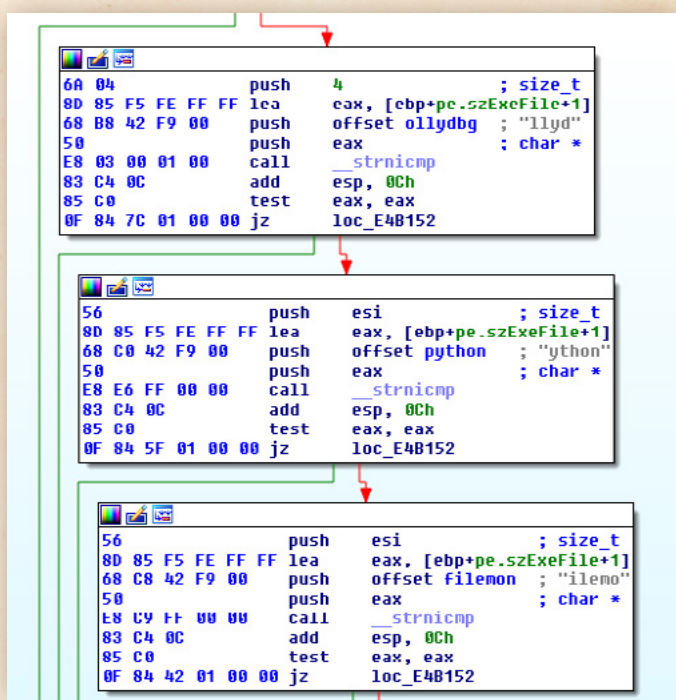 6A 04 push 4 ; size_t
8D 85 F5 FE FF FF lea eax, [ebp+pe.szExeFile+1]
68 B8 42 F9 00 push offset ollydbg ; "llyd"
50 push eax ; char *
E8 03 00 01 00 call __strnicmp
83 C4 0C add esp, 0Ch
85 C0 test eax, eax
0F 84 7C 01 00 00 jz loc_E4B152
56 push esi ; size_t
8D 85 F5 FE FF FF lea eax, [ebp+pe.szExeFile+1]
68 C0 42 F9 00 push offset python ; "ython"
50 push eax ; char *
E8 E6 FF 00 00 call __strnicmp
83 C4 0C add esp, 0Ch
85 C0 test eax, eax
0F 84 5F 01 00 00 jz loc_E4B152
56 push esi ; size_t
8D 85 F5 FE FF FF lea eax, [ebp+pe.szExeFile+1]
68 C8 42 F9 00 push offset filemon ; "ilemo"
50 push eax ; char *
E8 C9 FF 00 00 call __strnicmp
83 C4 0C add esp, 0Ch
85 C0 test eax, eax
0F 84 42 01 00 00 jz loc_E4B152